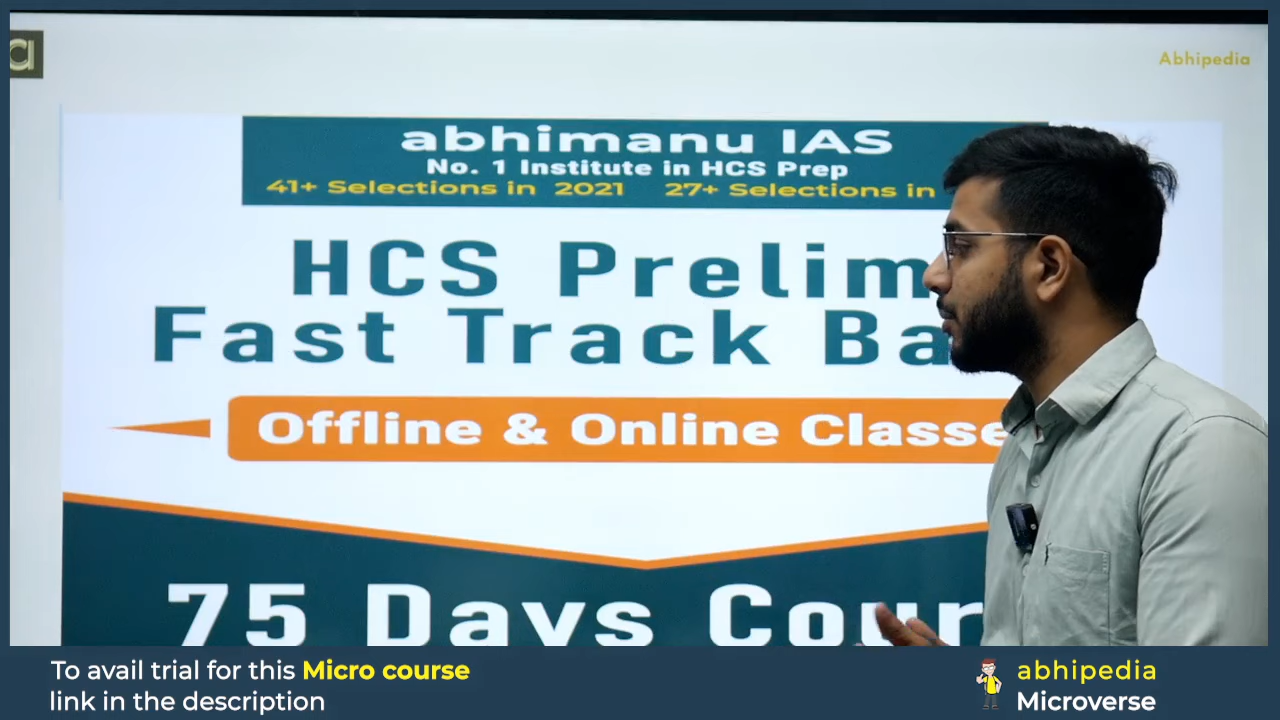 a
Abhipedia
abhimanu IAS
No. 1 Institute in HCS Prep
41+ Selections in 2021 27+ Selections in
HCS Prelim
Fast Track Ba
Offline & Online Classe
75 Days Cour
To avail trial for this Micro course
link in the description
abhipedia
Microverse